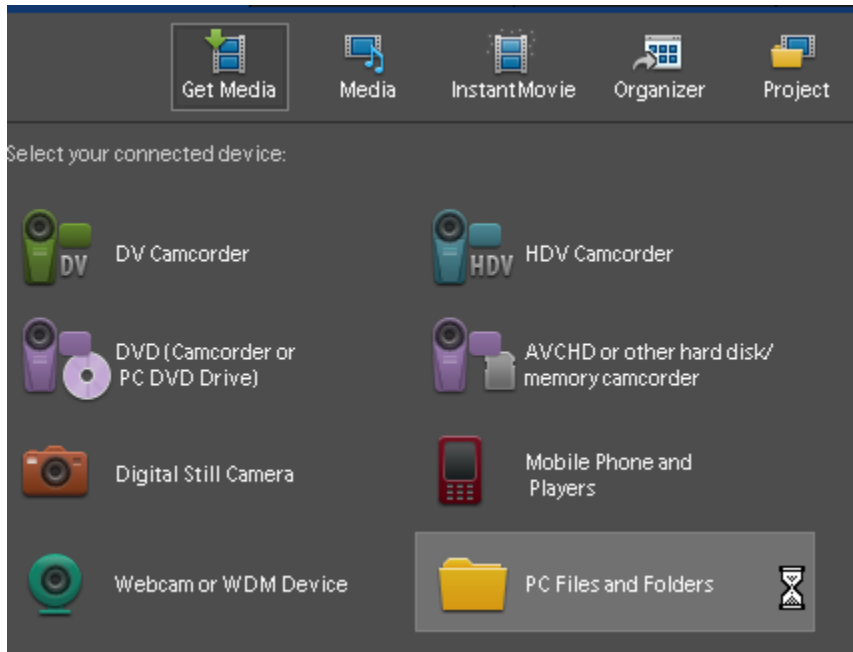 Get Media
Media
InstantMovie
Organizer
Project
Select your connected device:
DV
DV Camcorder
HDV
HDV Camcorder
DVD (Camcorder or
PC DVD Drive)
AVCHD or other hard disk/
memory camcorder
Digital Still Camera
Mobile Phone and
Players
Webcam or WDM Device
PC Files and Folders